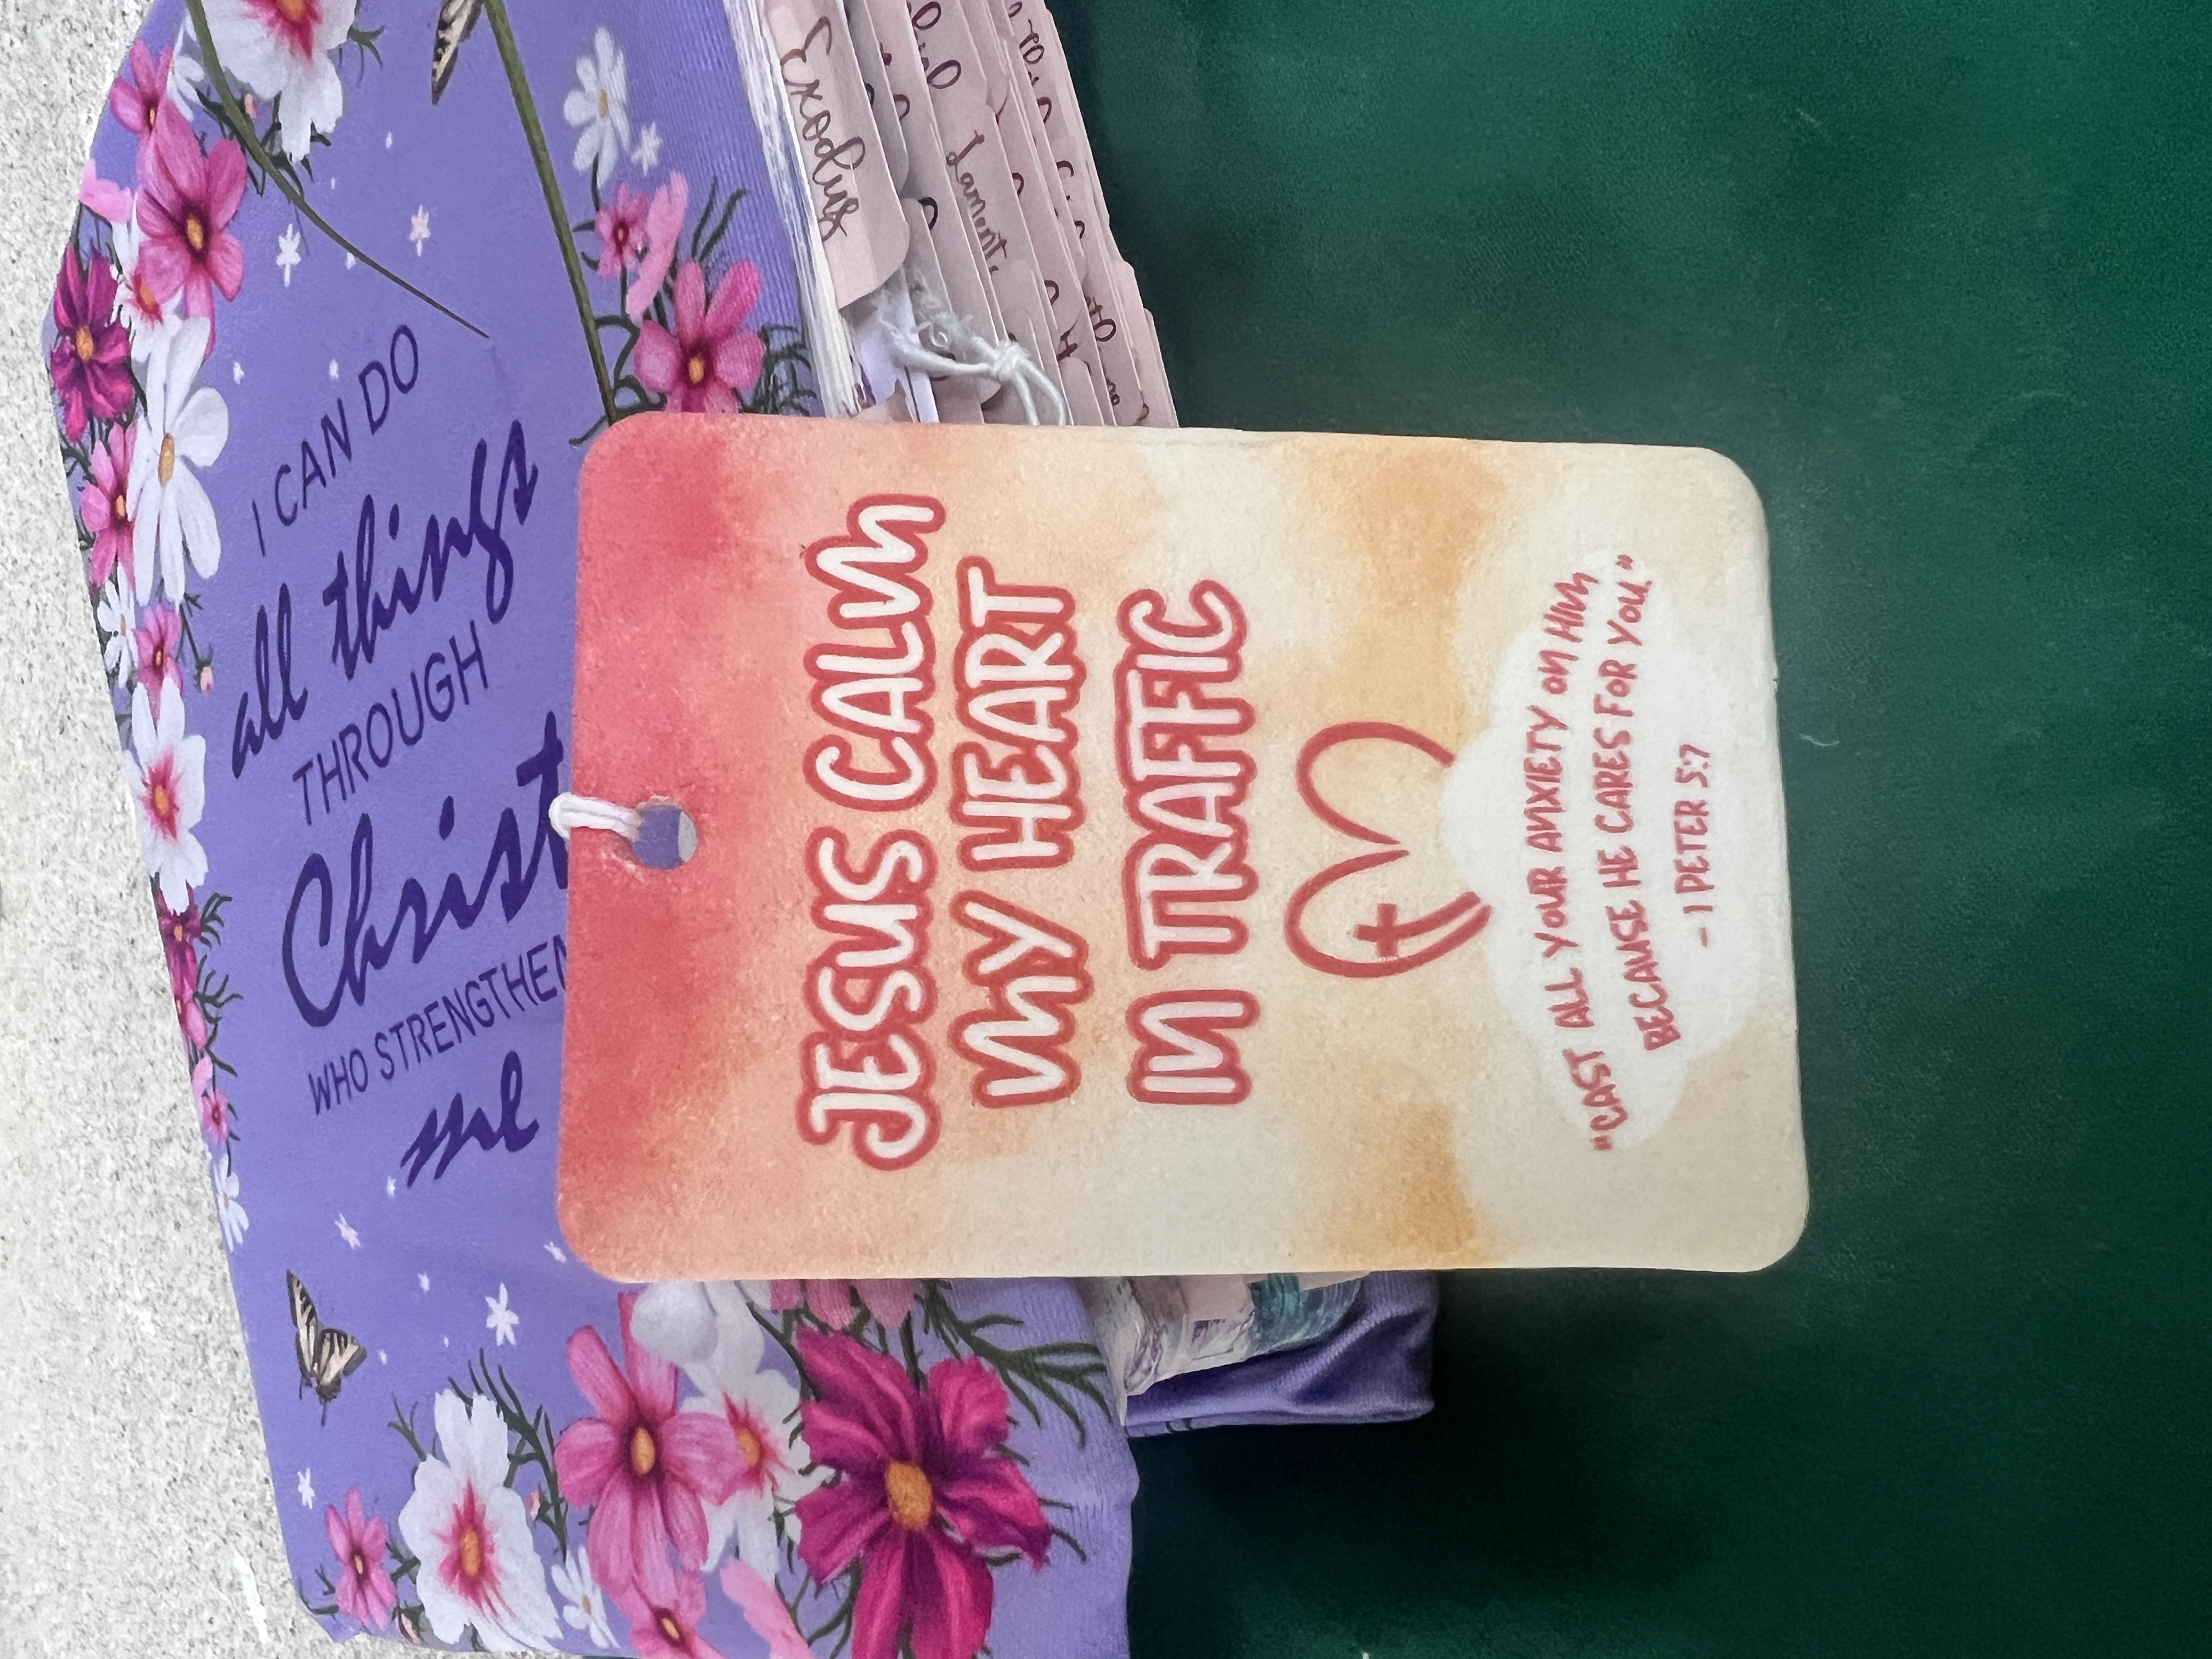 I CAN DO
all things
THROUGH
Christ
WHO STRENGTHEN
me
Exodus
Lament.
JESUS CALM
MY HEART
IN TRAFFIC
"CAST ALL YOUR ANXIETY ON HIM
BECAUSE HE CARES FOR YOU."
- 1 PETER 5:7